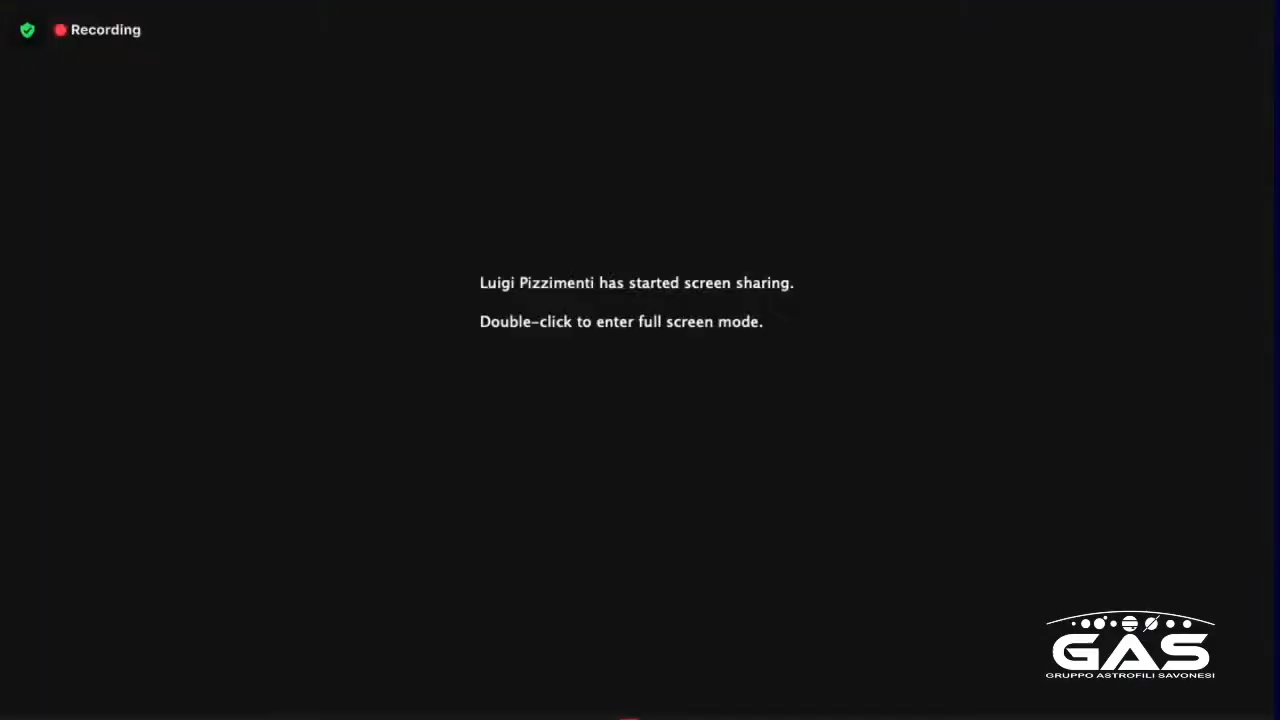 Recording
Luigi Pizzimenti has started screen sharing.
Double-click to enter full screen mode.
GAS
GRUPPO ASTROFILI SAVONESI